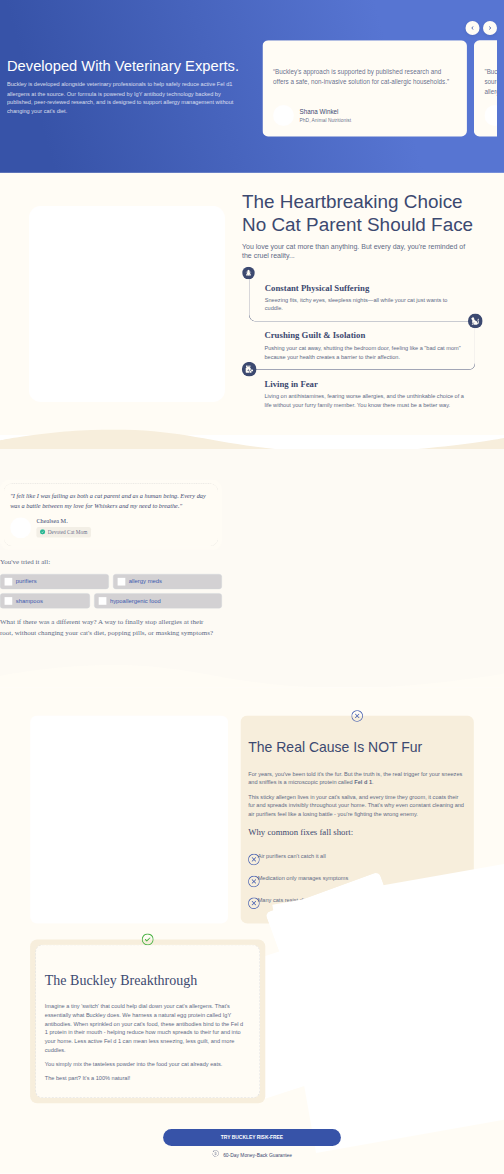 Developed With Veterinary Experts.
Buckley is developed alongside veterinary professionals to help safely reduce active Fel d1
allergens at the source. Our formula is powered by IgY antibody technology backed by
published, peer-reviewed research, and is designed to support allergy management without
changing your cat's diet.
"Buckley's approach is supported by published research and
offers a safe, non-invasive solution for cat-allergic households."
Shana Winkel
PhD, Animal Nutritionist
The Heartbreaking Choice
No Cat Parent Should Face
You love your cat more than anything. But every day, you're reminded of
the cruel reality...
Constant Physical Suffering
Sneezing fits, itchy eyes, sleepless nights—all while your cat just wants to
cuddle.
Crushing Guilt & Isolation
Pushing your cat away, shutting the bedroom door, feeling like a "bad cat mom"
because your health creates a barrier to their affection.
Living in Fear
Living on antihistamines, fearing worse allergies, and the unthinkable choice of a
life without your furry family member. You know there must be a better way.
"I felt like I was failing as both a cat parent and as a human being. Every day
was a battle between my love for Whiskers and my need to breathe."
Chealsea M.
Devoted Cat Mom
You've tried it all:
purifiers
allergy meds
shampoos
hypoallergenic food
What if there was a different way? A way to finally stop allergies at their
root, without changing your cat's diet, popping pills, or masking symptoms?
The Real Cause Is NOT Fur
For years, you've been told it's the fur. But the truth is, the real trigger for your sneezes
and sniffles is a microscopic protein called Fel d 1.
This sticky allergen lives in your cat's saliva, and every time they groom, it coats their
fur and spreads invisibly throughout your home. That's why even constant cleaning and
air purifiers feel like a losing battle - you're fighting the wrong enemy.
Why common fixes fall short:
Air purifiers can't catch it all
Medication only manages symptoms
Many cats
The Buckley Breakthrough
Imagine a tiny 'switch' that could help dial down your cat's allergens. That's
essentially what Buckley does. We harness a natural egg protein called IgY
antibodies. When sprinkled on your cat's food, these antibodies bind to the Fel d
1 protein in their mouth - helping reduce how much spreads to their fur and into
your home. Less active Fel d 1 can mean less sneezing, less guilt, and more
cuddles.
You simply mix the tasteless powder into the food your cat already eats.
The best part? It's a 100% natural!
TRY BUCKLEY RISK-FREE
60-Day Money-Back Guarantee